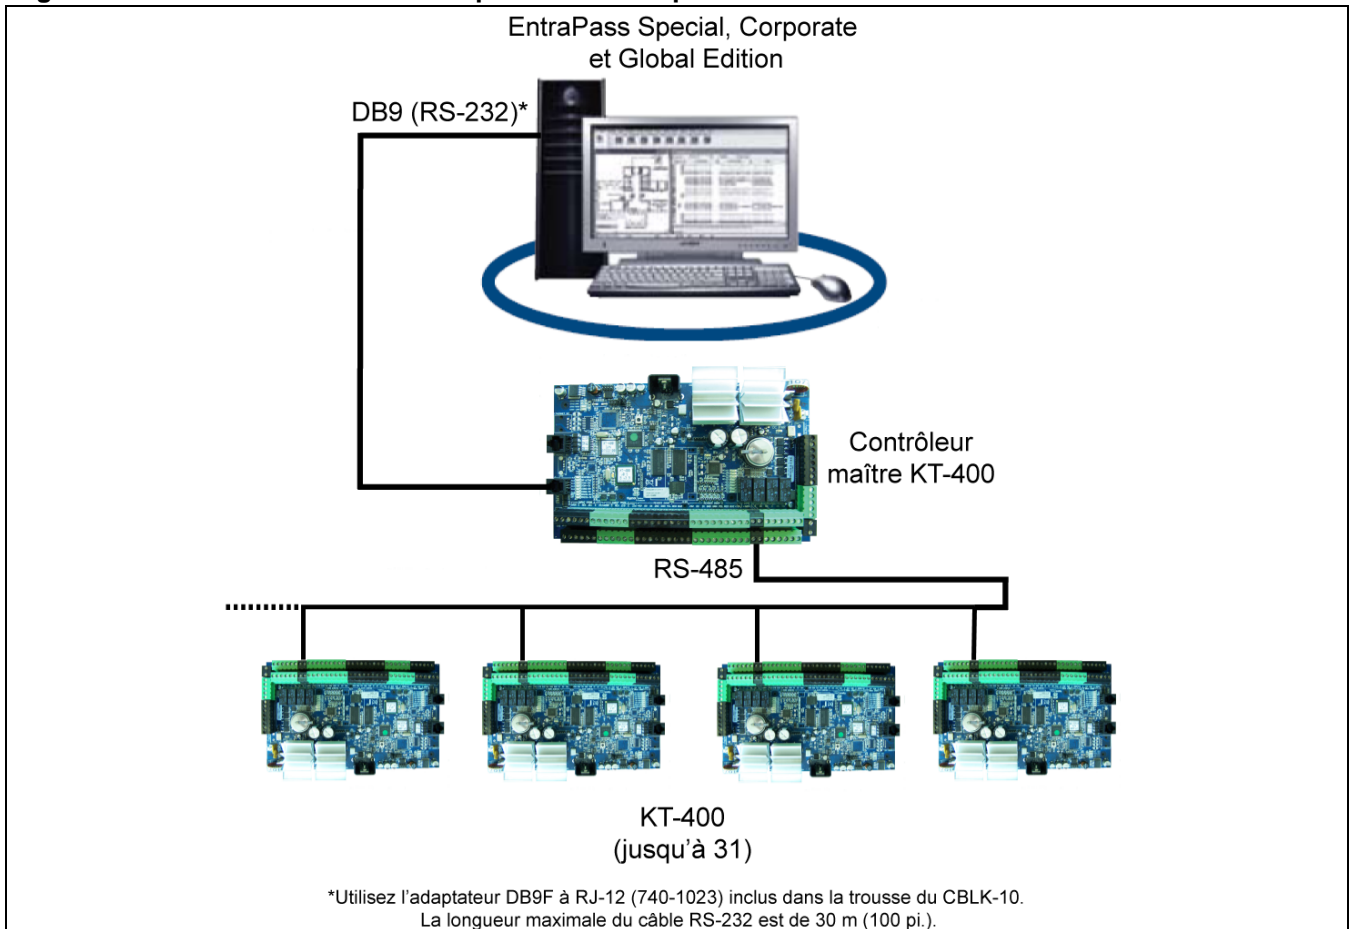 EntraPass Special, Corporate
et Global Edition
DB9 (RS-232)*
Contrôleur
maître KT-400
RS-485
KT-400
(jusqu'à 31)
*Utilisez l'adaptateur DB9F à RJ-12 (740-1023) inclus dans la trousse du CBLK-10.
La longueur maximale du câble RS-232 est de 30 m (100 pi.).